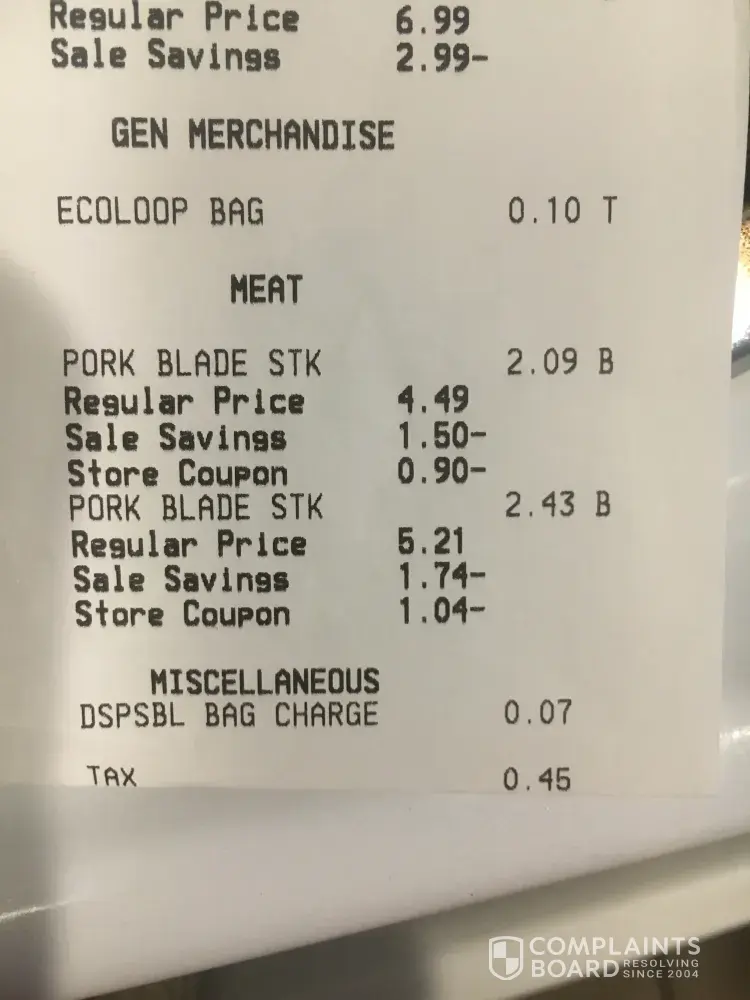 Regular Price 6.99
Sale Savings 2.99-
GEN MERCHANDISE
ECOLOOP BAG 0.10 T
MEAT
PORK BLADE STK 2.09 B
Regular Price 4.49
Sale Savings 1.50-
Store Coupon 0.90-
PORK BLADE STK 2.43 B
Regular Price 5.21
Sale Savings 1.74-
Store Coupon 1.04-
MISCELLANEOUS
DSPSBL BAG CHARGE 0.07
TAX 0.45
COMPLAINTS
BOARD RESOLVING
SINCE 2004